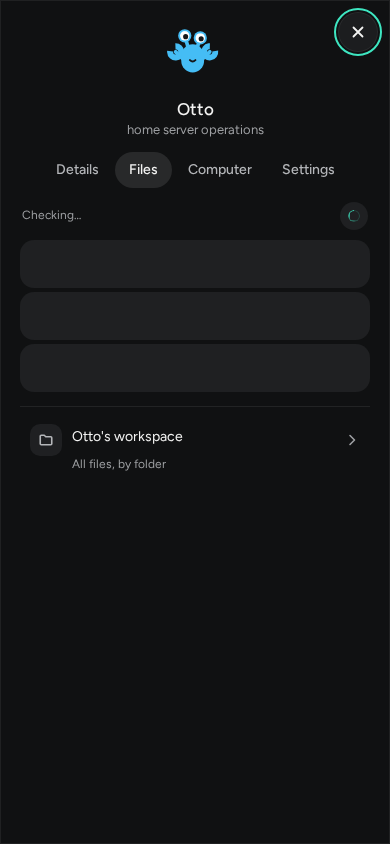 Otto
home server operations
Details Files Computer Settings
Checking...
Otto's workspace
All files, by folder